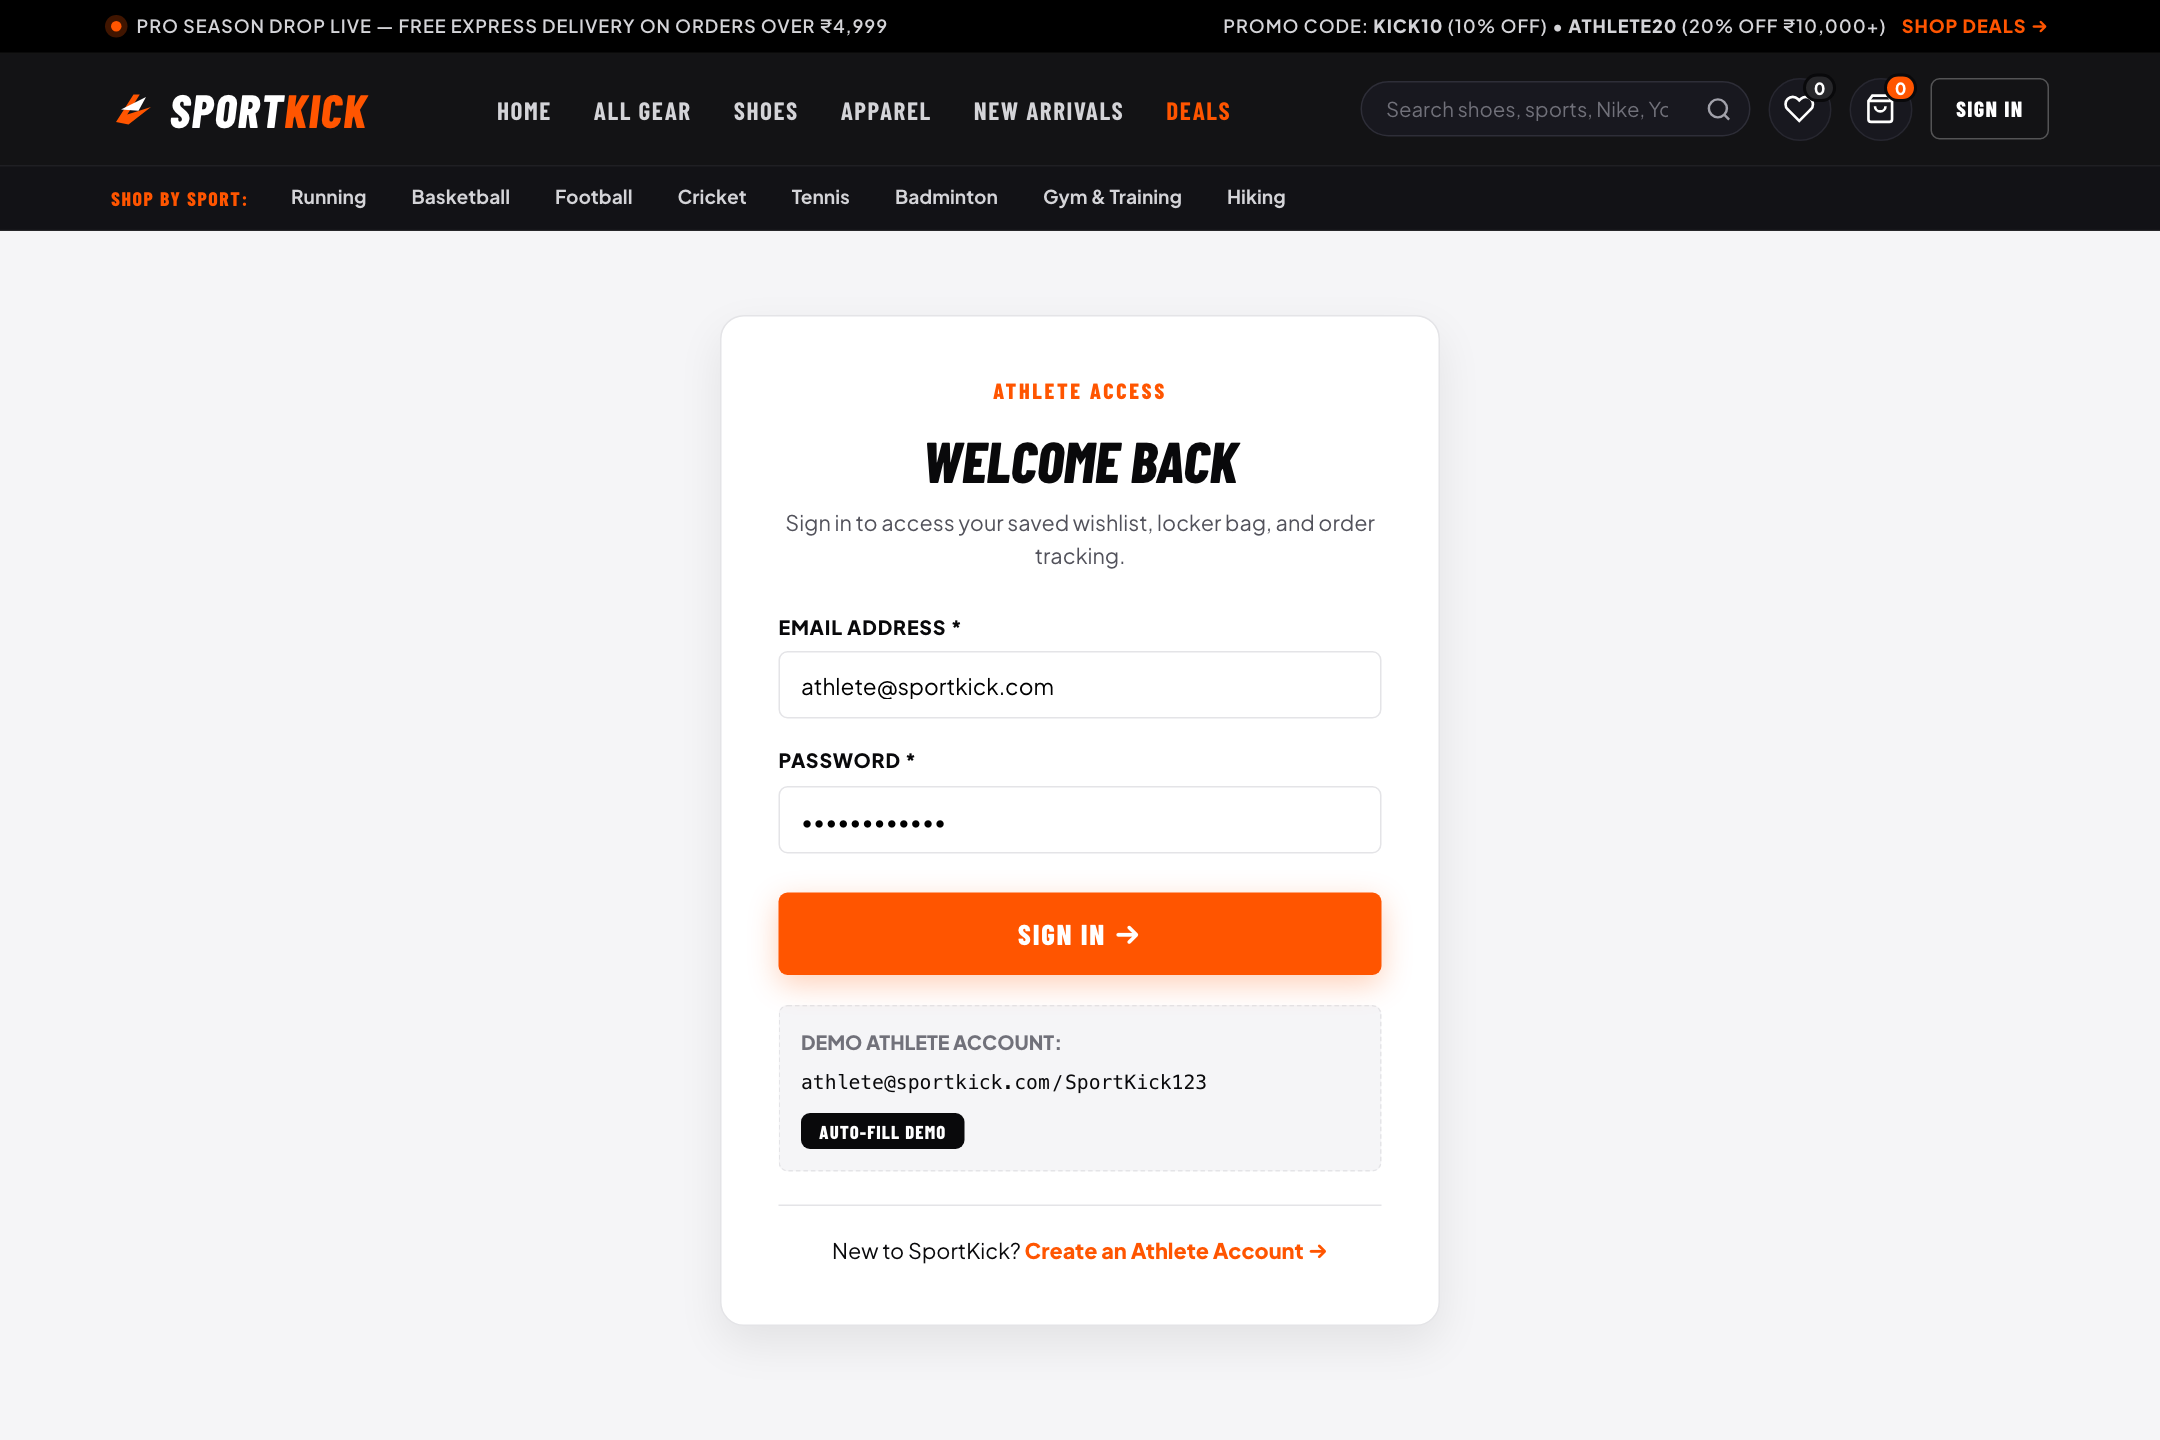 PRO SEASON DROP LIVE — FREE EXPRESS DELIVERY ON ORDERS OVER ₹4,999
PROMO CODE: KICK10 (10% OFF) • ATHLETE20 (20% OFF ₹10,000+) SHOP DEALS →
SPORTKICK
HOME ALL GEAR SHOES APPAREL NEW ARRIVALS DEALS
Search shoes, sports, Nike, Yo
0
0
SIGN IN
SHOP BY SPORT: Running Basketball Football Cricket Tennis Badminton Gym & Training Hiking
ATHLETE ACCESS
WELCOME BACK
Sign in to access your saved wishlist, locker bag, and order
tracking.
EMAIL ADDRESS *
athlete@sportkick.com
PASSWORD *
••••••••••••
SIGN IN →
DEMO ATHLETE ACCOUNT:
athlete@sportkick.com/SportKick123
AUTO-FILL DEMO
New to SportKick? Create an Athlete Account →